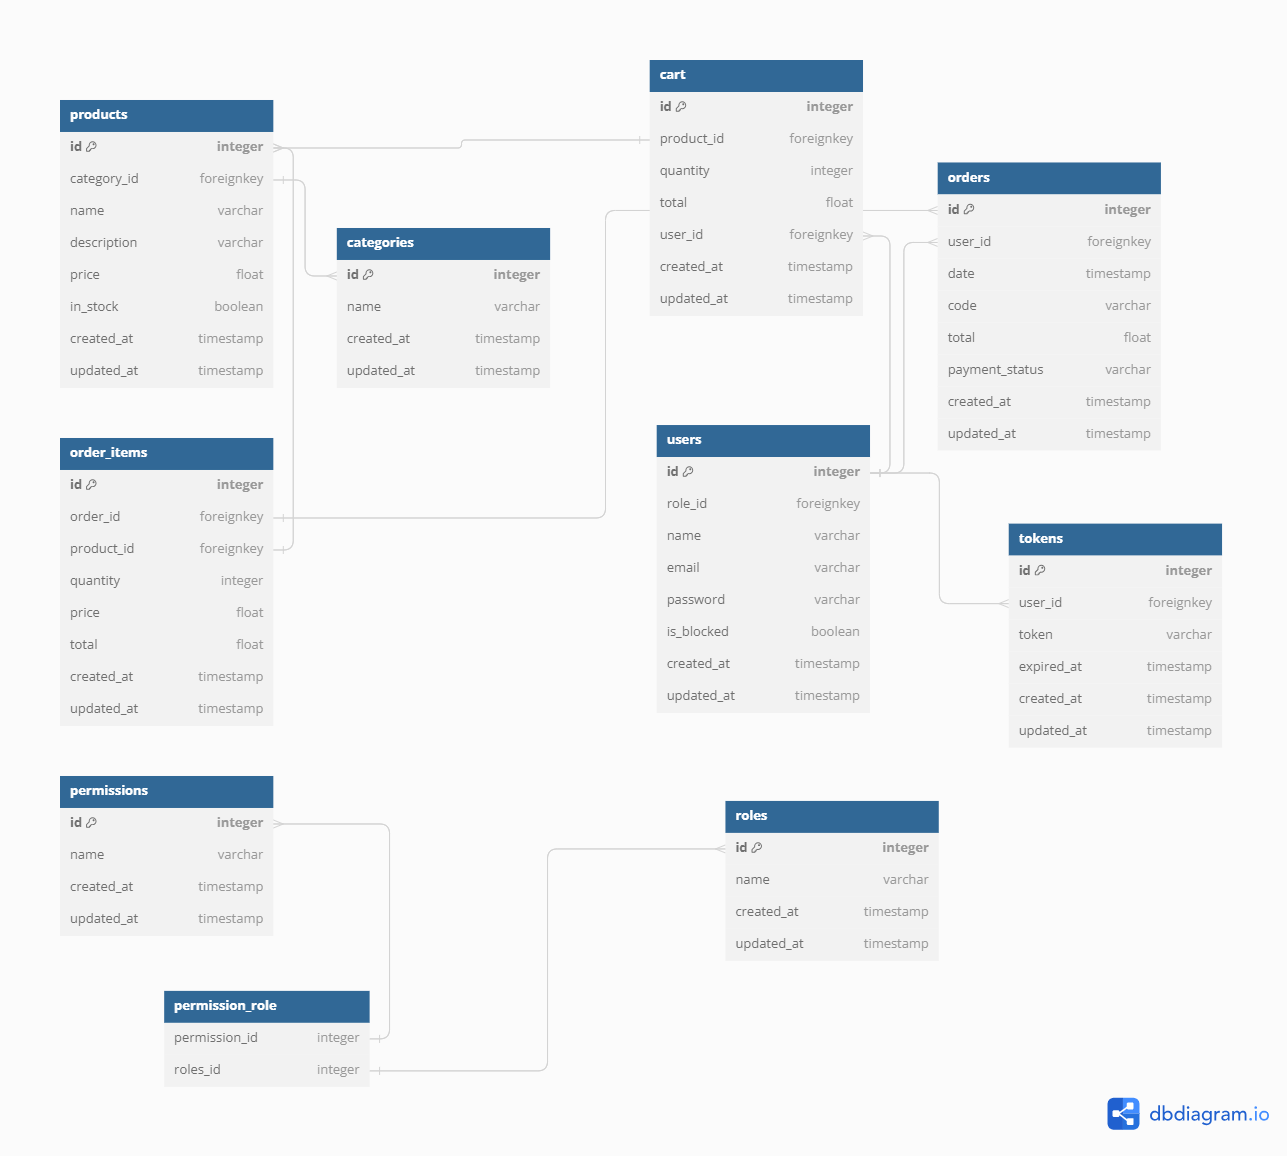 products
id integer
category_id foreignkey
name varchar
description varchar
price float
in_stock boolean
created_at timestamp
updated_at timestamp
categories
id integer
name varchar
created_at timestamp
updated_at timestamp
cart
id integer
product_id foreignkey
quantity integer
total float
user_id foreignkey
created_at timestamp
updated_at timestamp
orders
id integer
user_id foreignkey
date timestamp
code varchar
total float
payment_status varchar
created_at timestamp
updated_at timestamp
order_items
id integer
order_id foreignkey
product_id foreignkey
quantity integer
price float
total float
created_at timestamp
updated_at timestamp
users
id integer
role_id foreignkey
name varchar
email varchar
password varchar
is_blocked boolean
created_at timestamp
updated_at timestamp
tokens
id integer
user_id foreignkey
token varchar
expired_at timestamp
created_at timestamp
updated_at timestamp
permissions
id integer
name varchar
created_at timestamp
updated_at timestamp
roles
id integer
name varchar
created_at timestamp
updated_at timestamp
permission_role
permission_id integer
roles_id integer
dbdiagram.io